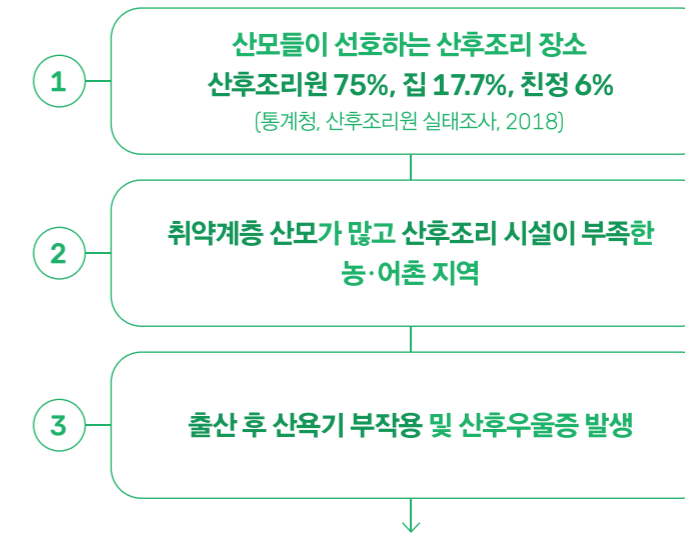 1
산모들이 선호하는 산후조리 장소
산후조리원 75%, 집 17.7%, 친정 6%
(통계청, 산후조리원 실태조사, 2018)
2
취약계층 산모가 많고 산후조리 시설이 부족한
농·어촌 지역
3
출산 후 산욕기 부작용 및 산후우울증 발생